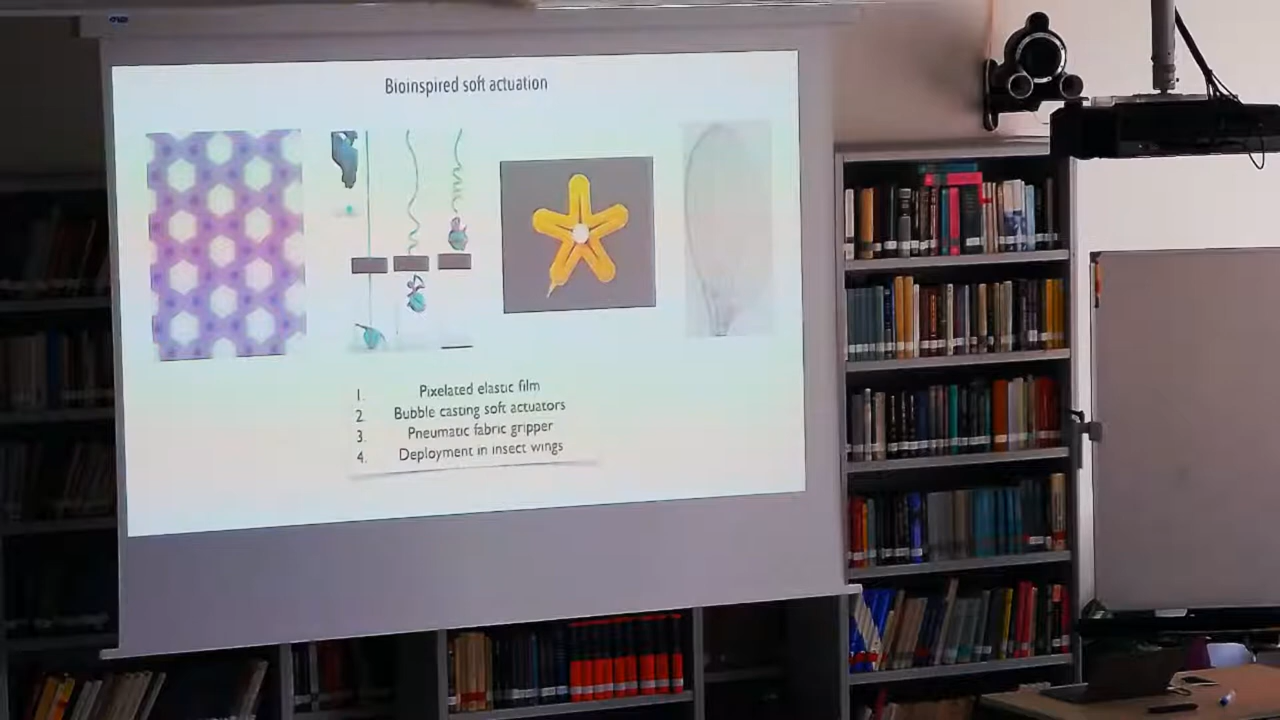 Bioinspired soft actuation
1. Pixelated elastic film
2. Bubble casting soft actuators
3. Pneumatic fabric gripper
4. Deployment in insect wings